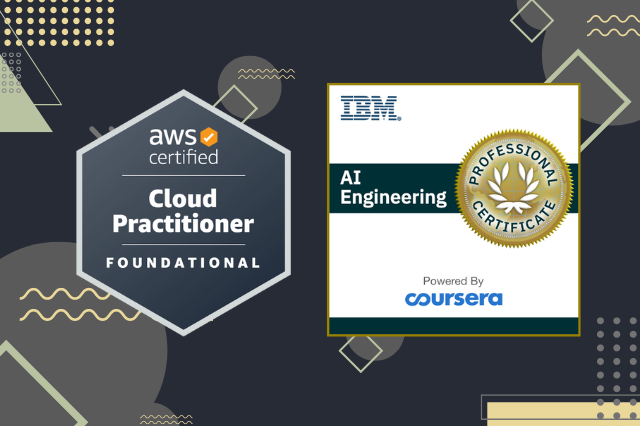 aws
certified
Cloud
Practitioner
FOUNDATIONAL
IBM®
AI
Engineering
PROFESSIONAL
CERTIFICATE
Powered By
coursera